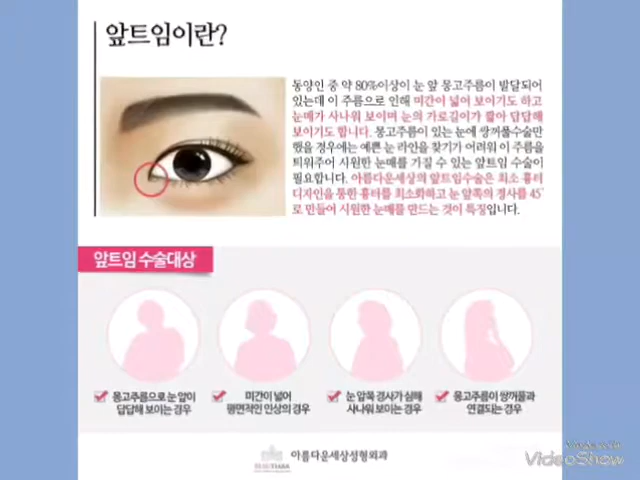 앞트임이란?
동양인 중 약 80%이상이 눈 앞 몽고주름이 발달되어
있는데 이 주름으로 인해 미간이 넓어 보이기도 하고
눈매가 사나워 보이며 눈의 가로길이가 짧아 답답해
보이기도 합니다. 몽고주름이 있는 눈에 쌍꺼풀수술만
했을 경우에는 예쁜 눈 라인을 찾기가 어려워 이 주름을
틔워주어 시원한 눈매를 가질 수 있는 앞트임 수술이
필요합니다. 아름다운세상의 앞트임수술은 최소 흉터
디자인을 통한 흉터를 최소화하고 눈 앞쪽의 경사를 45˚
로 만들어 시원한 눈매를 만드는 것이 특징입니다.
앞트임 수술대상
몽고주름으로 눈 앞이
답답해 보이는 경우
미간이 넓어
평면적인 인상의 경우
눈 앞쪽 경사가 심해
사나워 보이는 경우
몽고주름이 쌍꺼풀과
연결되는 경우
아름다운세상성형외과
VideoShow